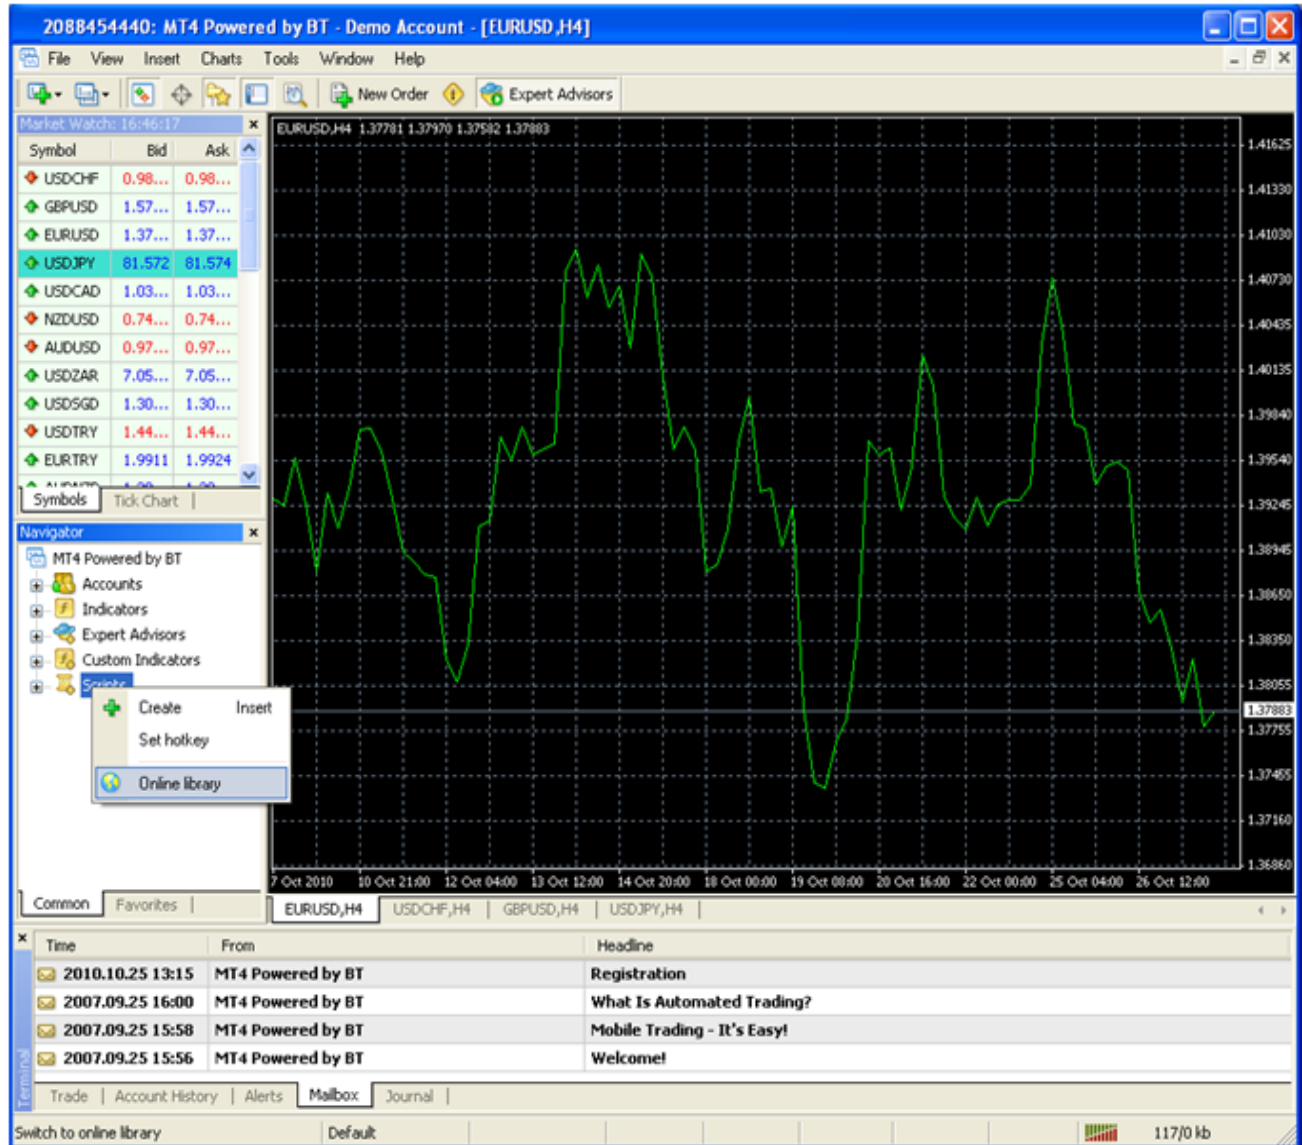 2088454440: MT4 Powered by BT - Demo Account - [EURUSD,H4]
File View Insert Charts Tools Window Help
New Order Expert Advisors
Market Watch: 16:46:17
Symbol Bid Ask
USDCHF 0.98... 0.98...
GBPUSD 1.57... 1.57...
EURUSD 1.37... 1.37...
USDJPY 81.572 81.574
USDCAD 1.03... 1.03...
NZDUSD 0.74... 0.74...
AUDUSD 0.97... 0.97...
USDZAR 7.05... 7.05...
USDSGD 1.30... 1.30...
USDTRY 1.44... 1.44...
EURTRY 1.9911 1.9924
Symbols Tick Chart
Navigator
MT4 Powered by BT
Accounts
Indicators
Expert Advisors
Custom Indicators
Scripts
Create Insert
Set hotkey
Online library
Common Favorites
EURUSD,H4 1.37781 1.37970 1.37582 1.37883
1.41625
1.41330
1.41030
1.40730
1.40435
1.40135
1.39840
1.39540
1.39245
1.38945
1.38650
1.38350
1.38055
1.37883
1.37755
1.37465
1.37160
1.36860
7 Oct 2010 10 Oct 21:00 12 Oct 04:00 13 Oct 12:00 14 Oct 20:00 18 Oct 00:00 19 Oct 08:00 20 Oct 16:00 22 Oct 00:00 25 Oct 04:00 26 Oct 12:00
EURUSD,H4 USDCHF,H4 GBPUSD,H4 USDJPY,H4
Time From Headline
2010.10.25 13:15 MT4 Powered by BT Registration
2007.09.25 16:00 MT4 Powered by BT What Is Automated Trading?
2007.09.25 15:58 MT4 Powered by BT Mobile Trading - It's Easy!
2007.09.25 15:56 MT4 Powered by BT Welcome!
Terminal
Trade Account History Alerts Mailbox Journal
Switch to online library Default 117/0 kb